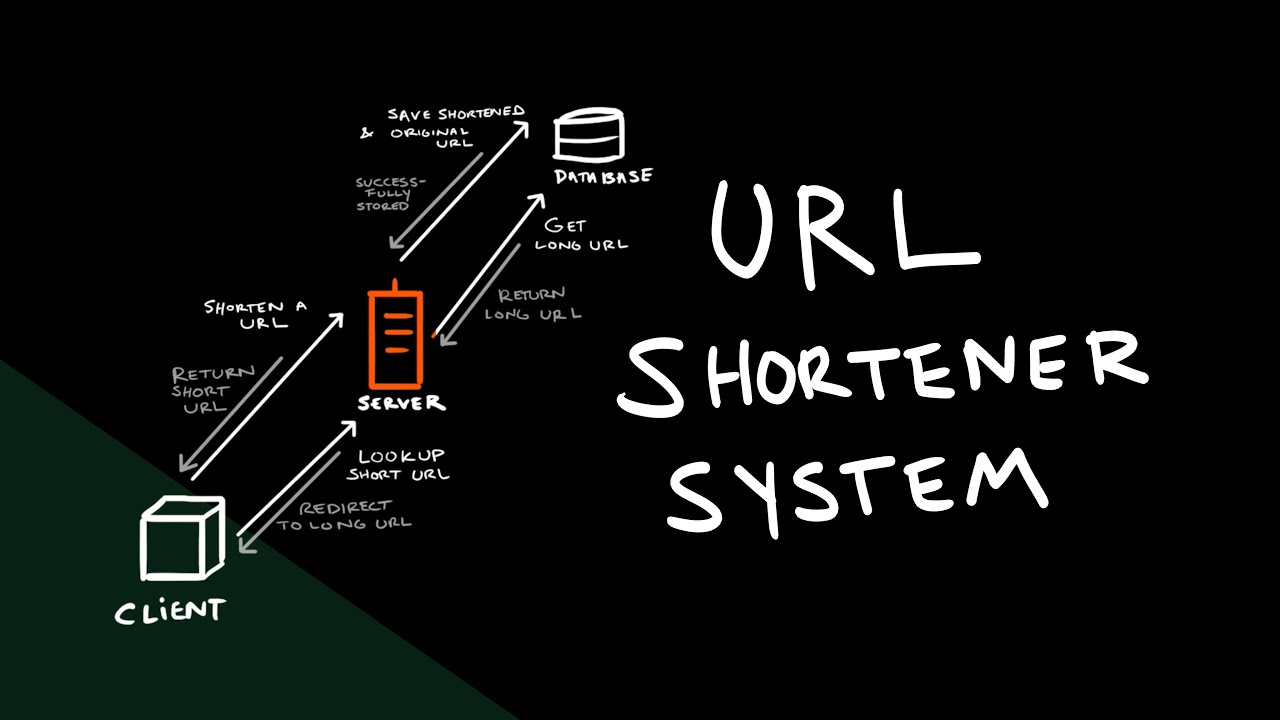 SAVE SHORTENED
& ORIGINAL
URL
SUCCESS-
FULLY
STORED
DATABASE
GET
LONG URL
RETURN
LONG URL
SHORTEN A
URL
RETURN
SHORT
URL
SERVER
LOOKUP
SHORT URL
REDIRECT
TO LONG URL
CLIENT
URL
SHORTENER
SYSTEM